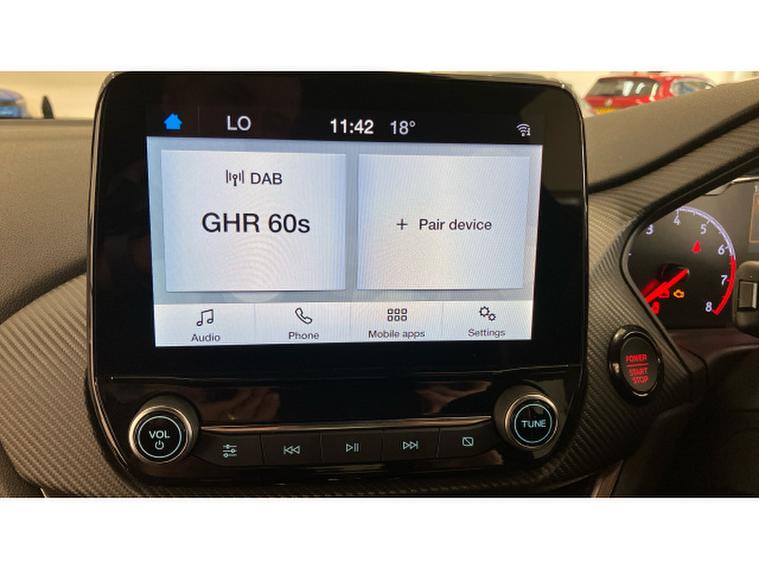 LO 11:42 18°
DAB
GHR 60s
+ Pair device
Audio Phone Mobile apps Settings
VOL TUNE
POWER
START
STOP
3 4 5 6 7 8